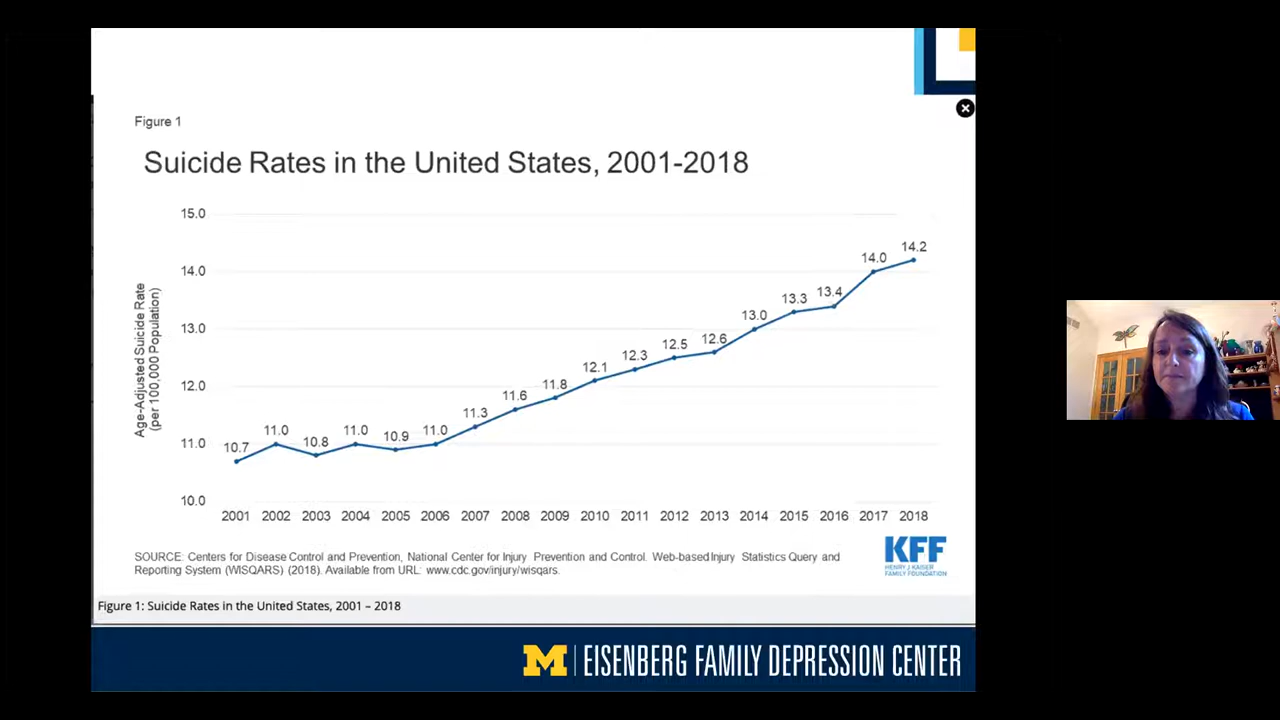 Figure 1
Suicide Rates in the United States, 2001-2018
Age-Adjusted Suicide Rate
(per 100,000 Population)
15.0
14.0
13.0
12.0
11.0
10.0
10.7
11.0
10.8
11.0
10.9
11.0
11.3
11.6
11.8
12.1
12.3
12.5
12.6
13.0
13.3
13.4
14.0
14.2
2001 2002 2003 2004 2005 2006 2007 2008 2009 2010 2011 2012 2013 2014 2015 2016 2017 2018
SOURCE: Centers for Disease Control and Prevention, National Center for Injury Prevention and Control. Web-based Injury Statistics Query and
Reporting System (WISQARS) (2018). Available from URL: www.cdc.gov/injury/wisqars.
KFF
HENRY J KAISER
FAMILY FOUNDATION
Figure 1: Suicide Rates in the United States, 2001 – 2018
M EISENBERG FAMILY DEPRESSION CENTER